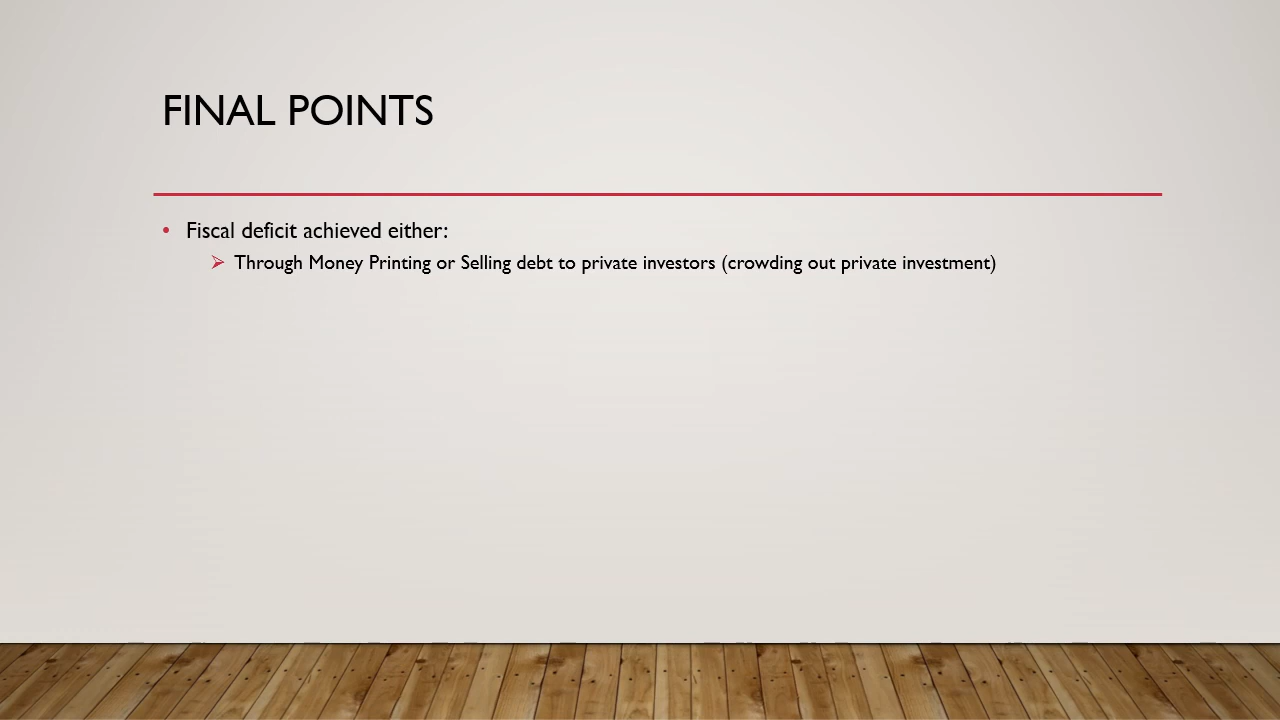 FINAL POINTS
• Fiscal deficit achieved either:
➢ Through Money Printing or Selling debt to private investors (crowding out private investment)